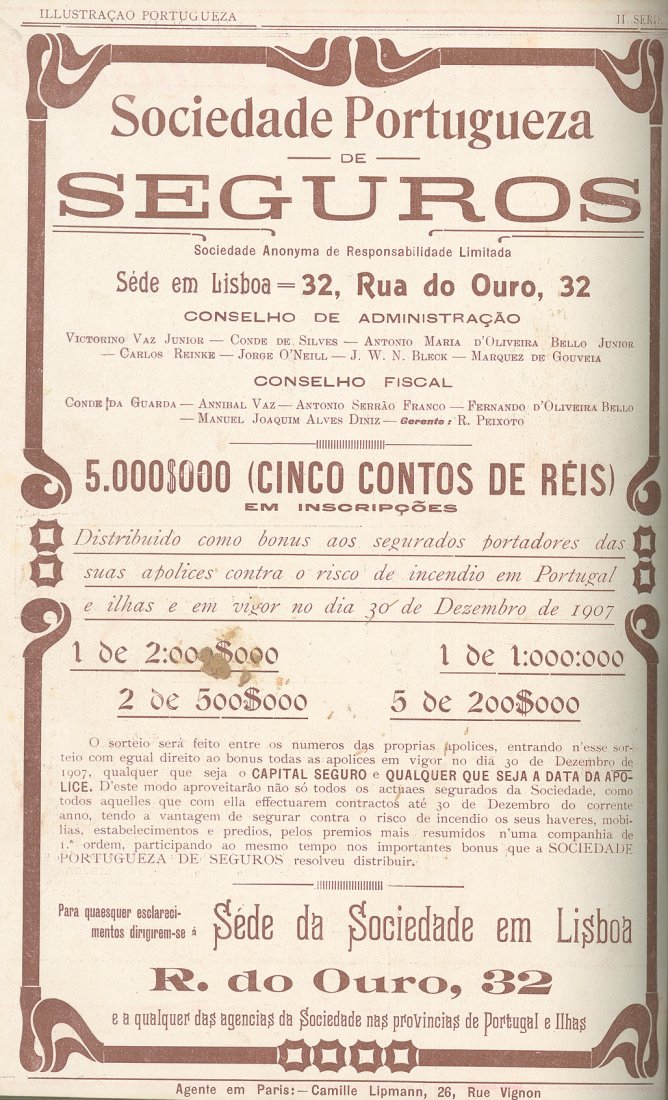 ILLUSTRAÇÃO PORTUGUEZA
II SERIE
Sociedade Portugueza
— DE —
SEGUROS
Sociedade Anonyma de Responsabilidade Limitada
Séde em Lisboa = 32, Rua do Ouro, 32
CONSELHO DE ADMINISTRAÇÃO
VICTORINO VAZ JUNIOR — CONDE DE SILVES — ANTONIO MARIA D'OLIVEIRA BELLO JUNIOR
— CARLOS REINKE — JORGE O'NEILL — J. W. N. BLECK — MARQUEZ DE GOUVEIA
CONSELHO FISCAL
CONDE DA GUARDA — ANNIBAL VAZ — ANTONIO SERRÃO FRANCO — FERNANDO D'OLIVEIRA BELLO
— MANUEL JOAQUIM ALVES DINIZ — Gerente: R. PEIXOTO
5.000$000 (CINCO CONTOS DE RÉIS)
EM INSCRIPÇÕES
Distribuido como bonus aos segurados portadores das
suas apolices contra o risco de incendio em Portugal
e ilhas e em vigor no dia 30 de Dezembro de 1907
1 de 2:000$000 1 de 1:000:000
2 de 500$000 5 de 200$000
O sorteio será feito entre os numeros das proprias apolices, entrando n'esse sor-
teio com egual direito ao bonus todas as apolices em vigor no dia 30 de Dezembro de
1907, qualquer que seja o CAPITAL SEGURO e QUALQUER QUE SEJA A DATA DA APO-
LICE. D'este modo aproveitarão não só todos os actuaes segurados da Sociedade, como
todos aquelles que com ella effectuarem contractos até 30 de Dezembro do corrente
anno, tendo a vantagem de segurar contra o risco de incendio os seus haveres, mobi-
lias, estabelecimentos e predios, pelos premios mais resumidos n'uma companhia de
1.ª ordem, participando ao mesmo tempo nos importantes bonus que a SOCIEDADE
PORTUGUEZA DE SEGUROS resolveu distribuir.
Para quaesquer esclareci-
mentos dirigirem-se á Séde da Sociedade em Lisboa
R. do Ouro, 32
e a qualquer das agencias da Sociedade nas provincias de Portugal e Ilhas
Agente em Paris:—Camille Lipmann, 26, Rue Vignon